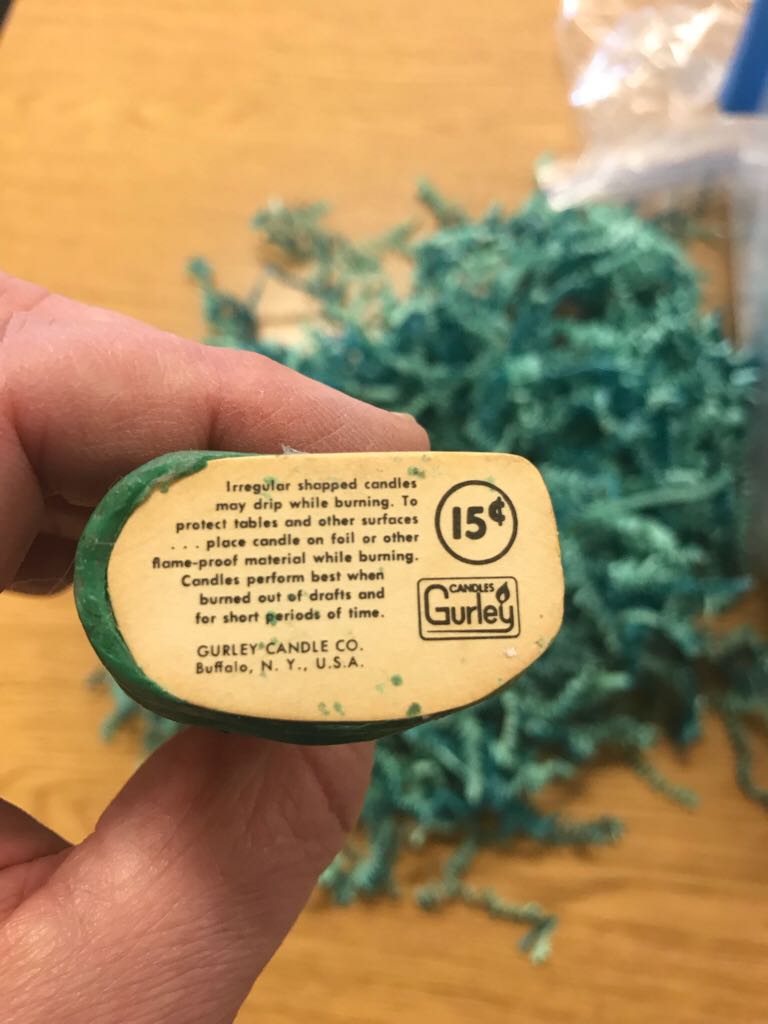 Irregular shapped candles
may drip while burning. To
protect tables and other surfaces
. . . place candle on foil or other
flame-proof material while burning.
Candles perform best when
burned out of drafts and
for short periods of time.
GURLEY CANDLE CO.
Buffalo, N. Y., U.S.A.
15¢
CANDLES
Gurley